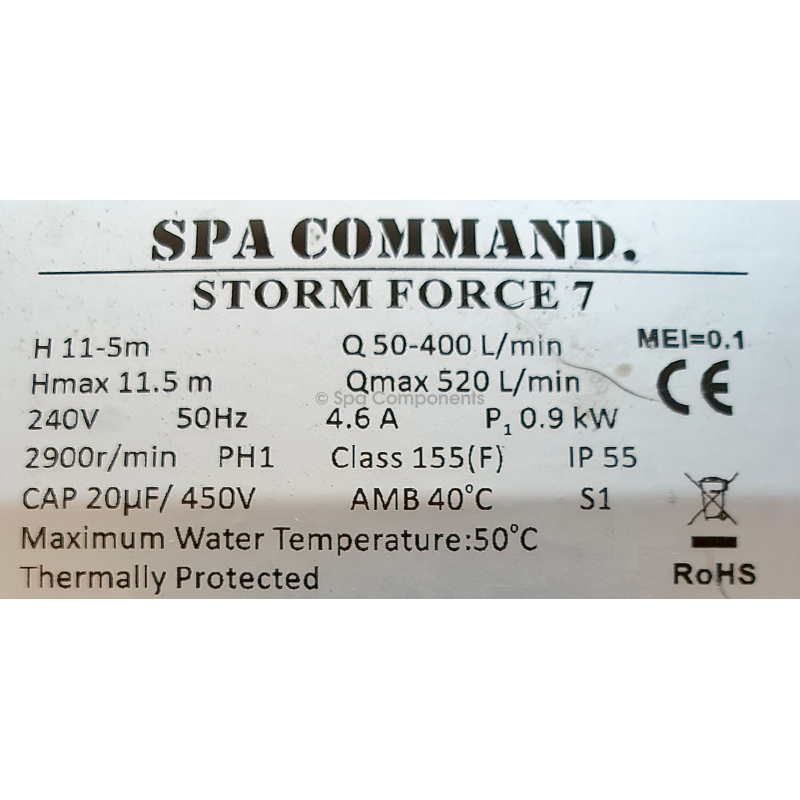 SPA COMMAND.
STORM FORCE 7
H 11-5m Q 50-400 L/min MEI=0.1
Hmax 11.5 m Qmax 520 L/min CE
© Spa Components
240V 50Hz 4.6 A P₁ 0.9 kW
2900r/min PH1 Class 155(F) IP 55
CAP 20µF/ 450V AMB 40°C S1
Maximum Water Temperature:50°C
Thermally Protected RoHS